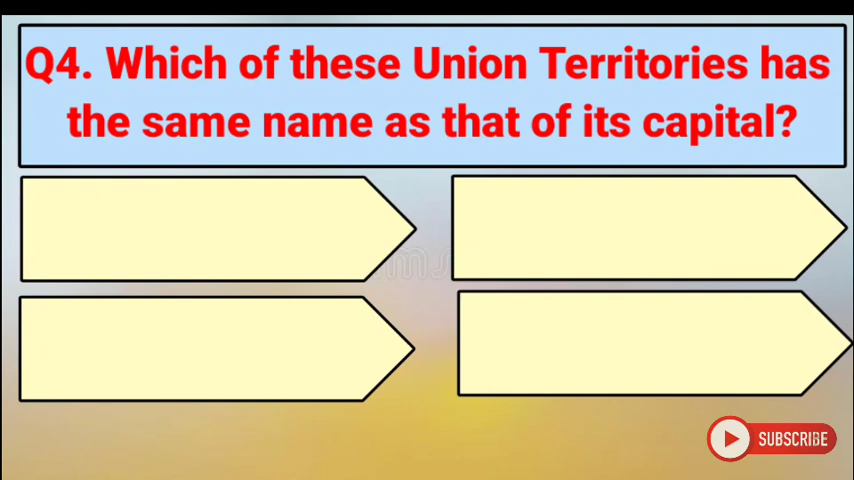 Q4. Which of these Union Territories has
the same name as that of its capital?
SUBSCRIBE